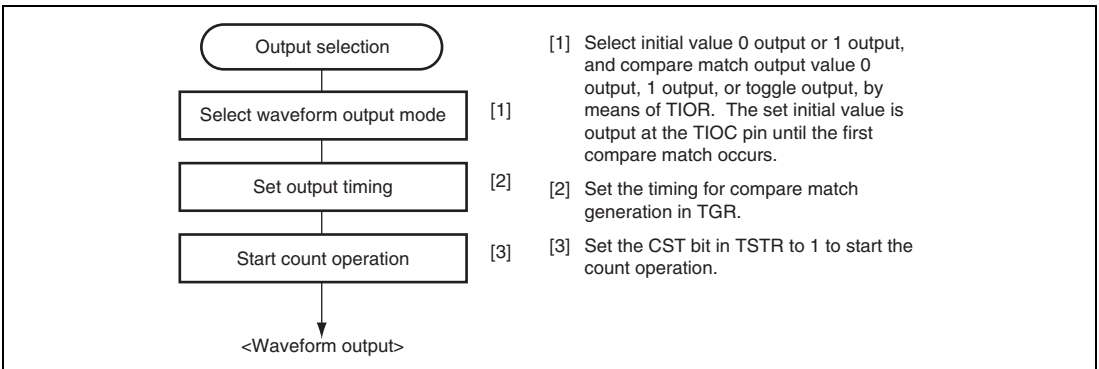 Output selection
Select waveform output mode
[1]
Set output timing
[2]
Start count operation
[3]
<Waveform output>
[1] Select initial value 0 output or 1 output,
and compare match output value 0
output, 1 output, or toggle output, by
means of TIOR. The set initial value is
output at the TIOC pin until the first
compare match occurs.
[2] Set the timing for compare match
generation in TGR.
[3] Set the CST bit in TSTR to 1 to start the
count operation.